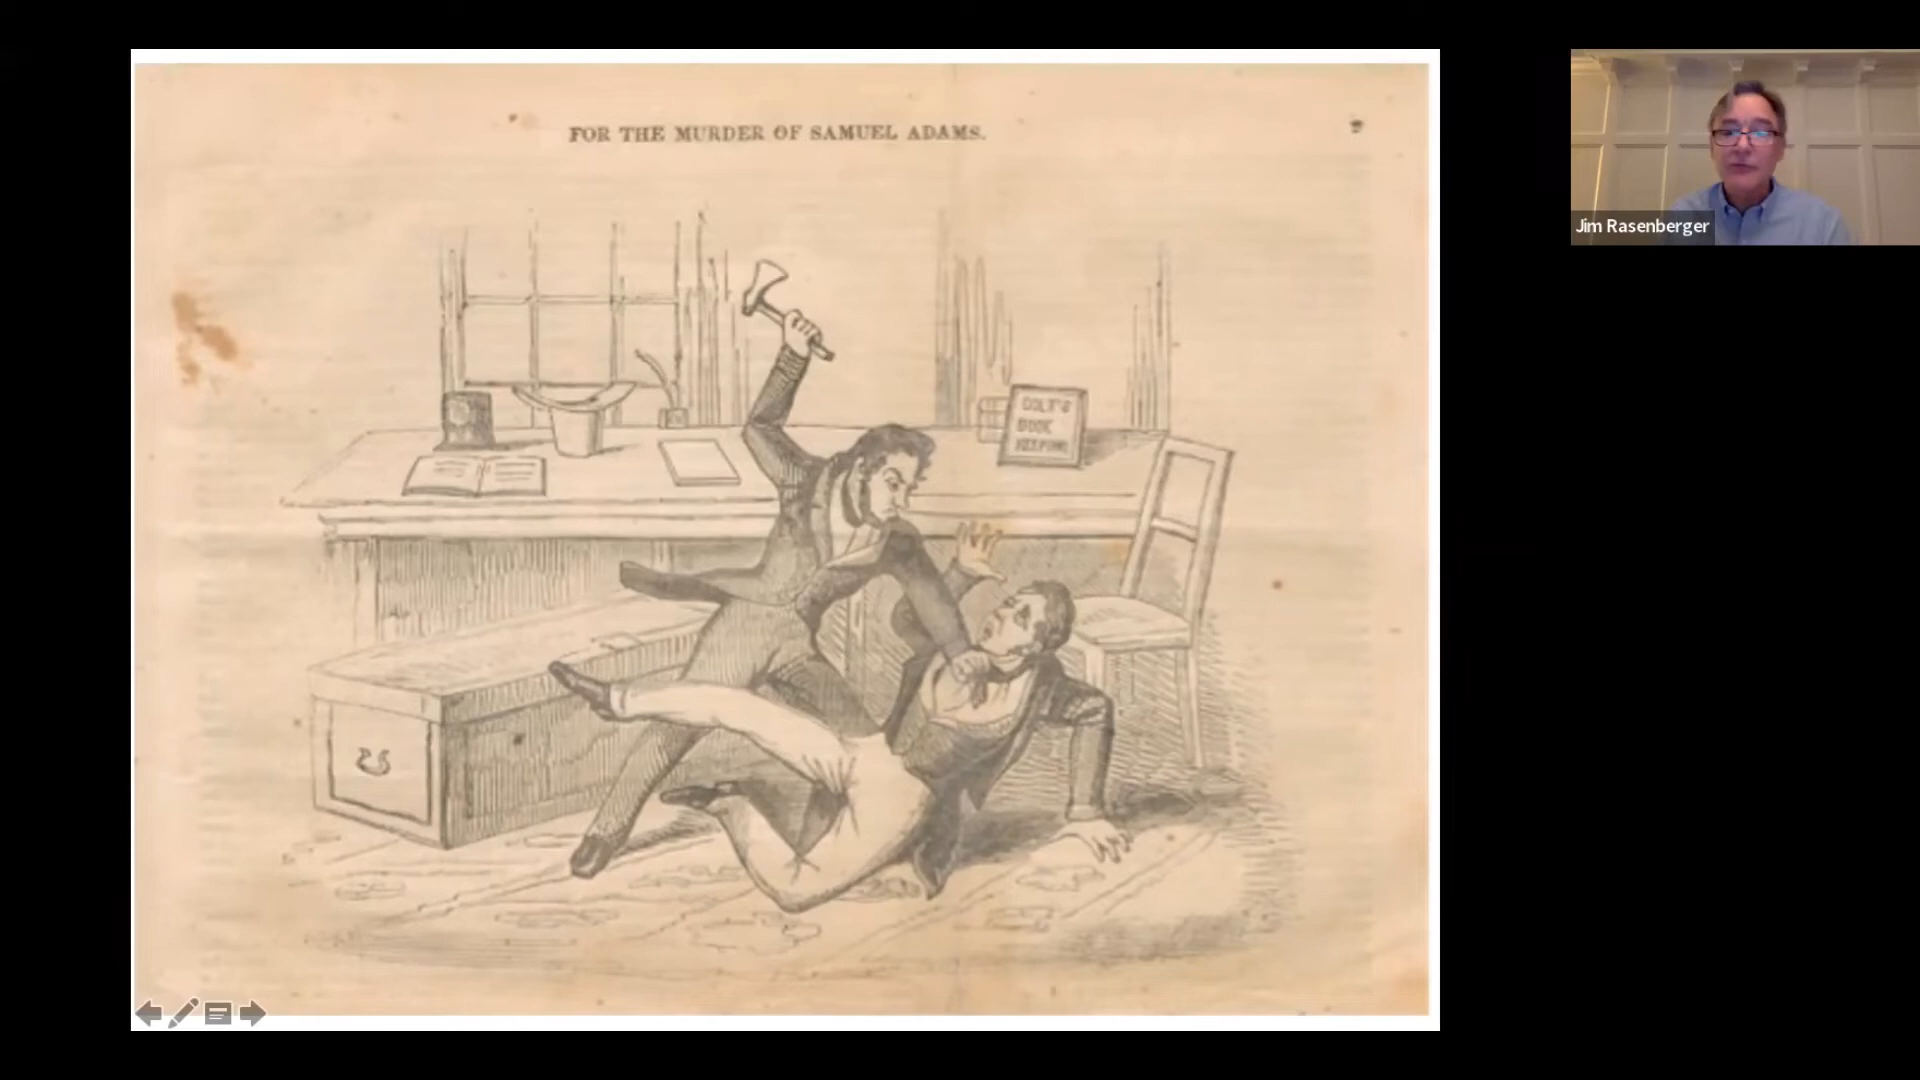 FOR THE MURDER OF SAMUEL ADAMS.
COLT'S
BOOK
KEEPING
Jim Rasenberger